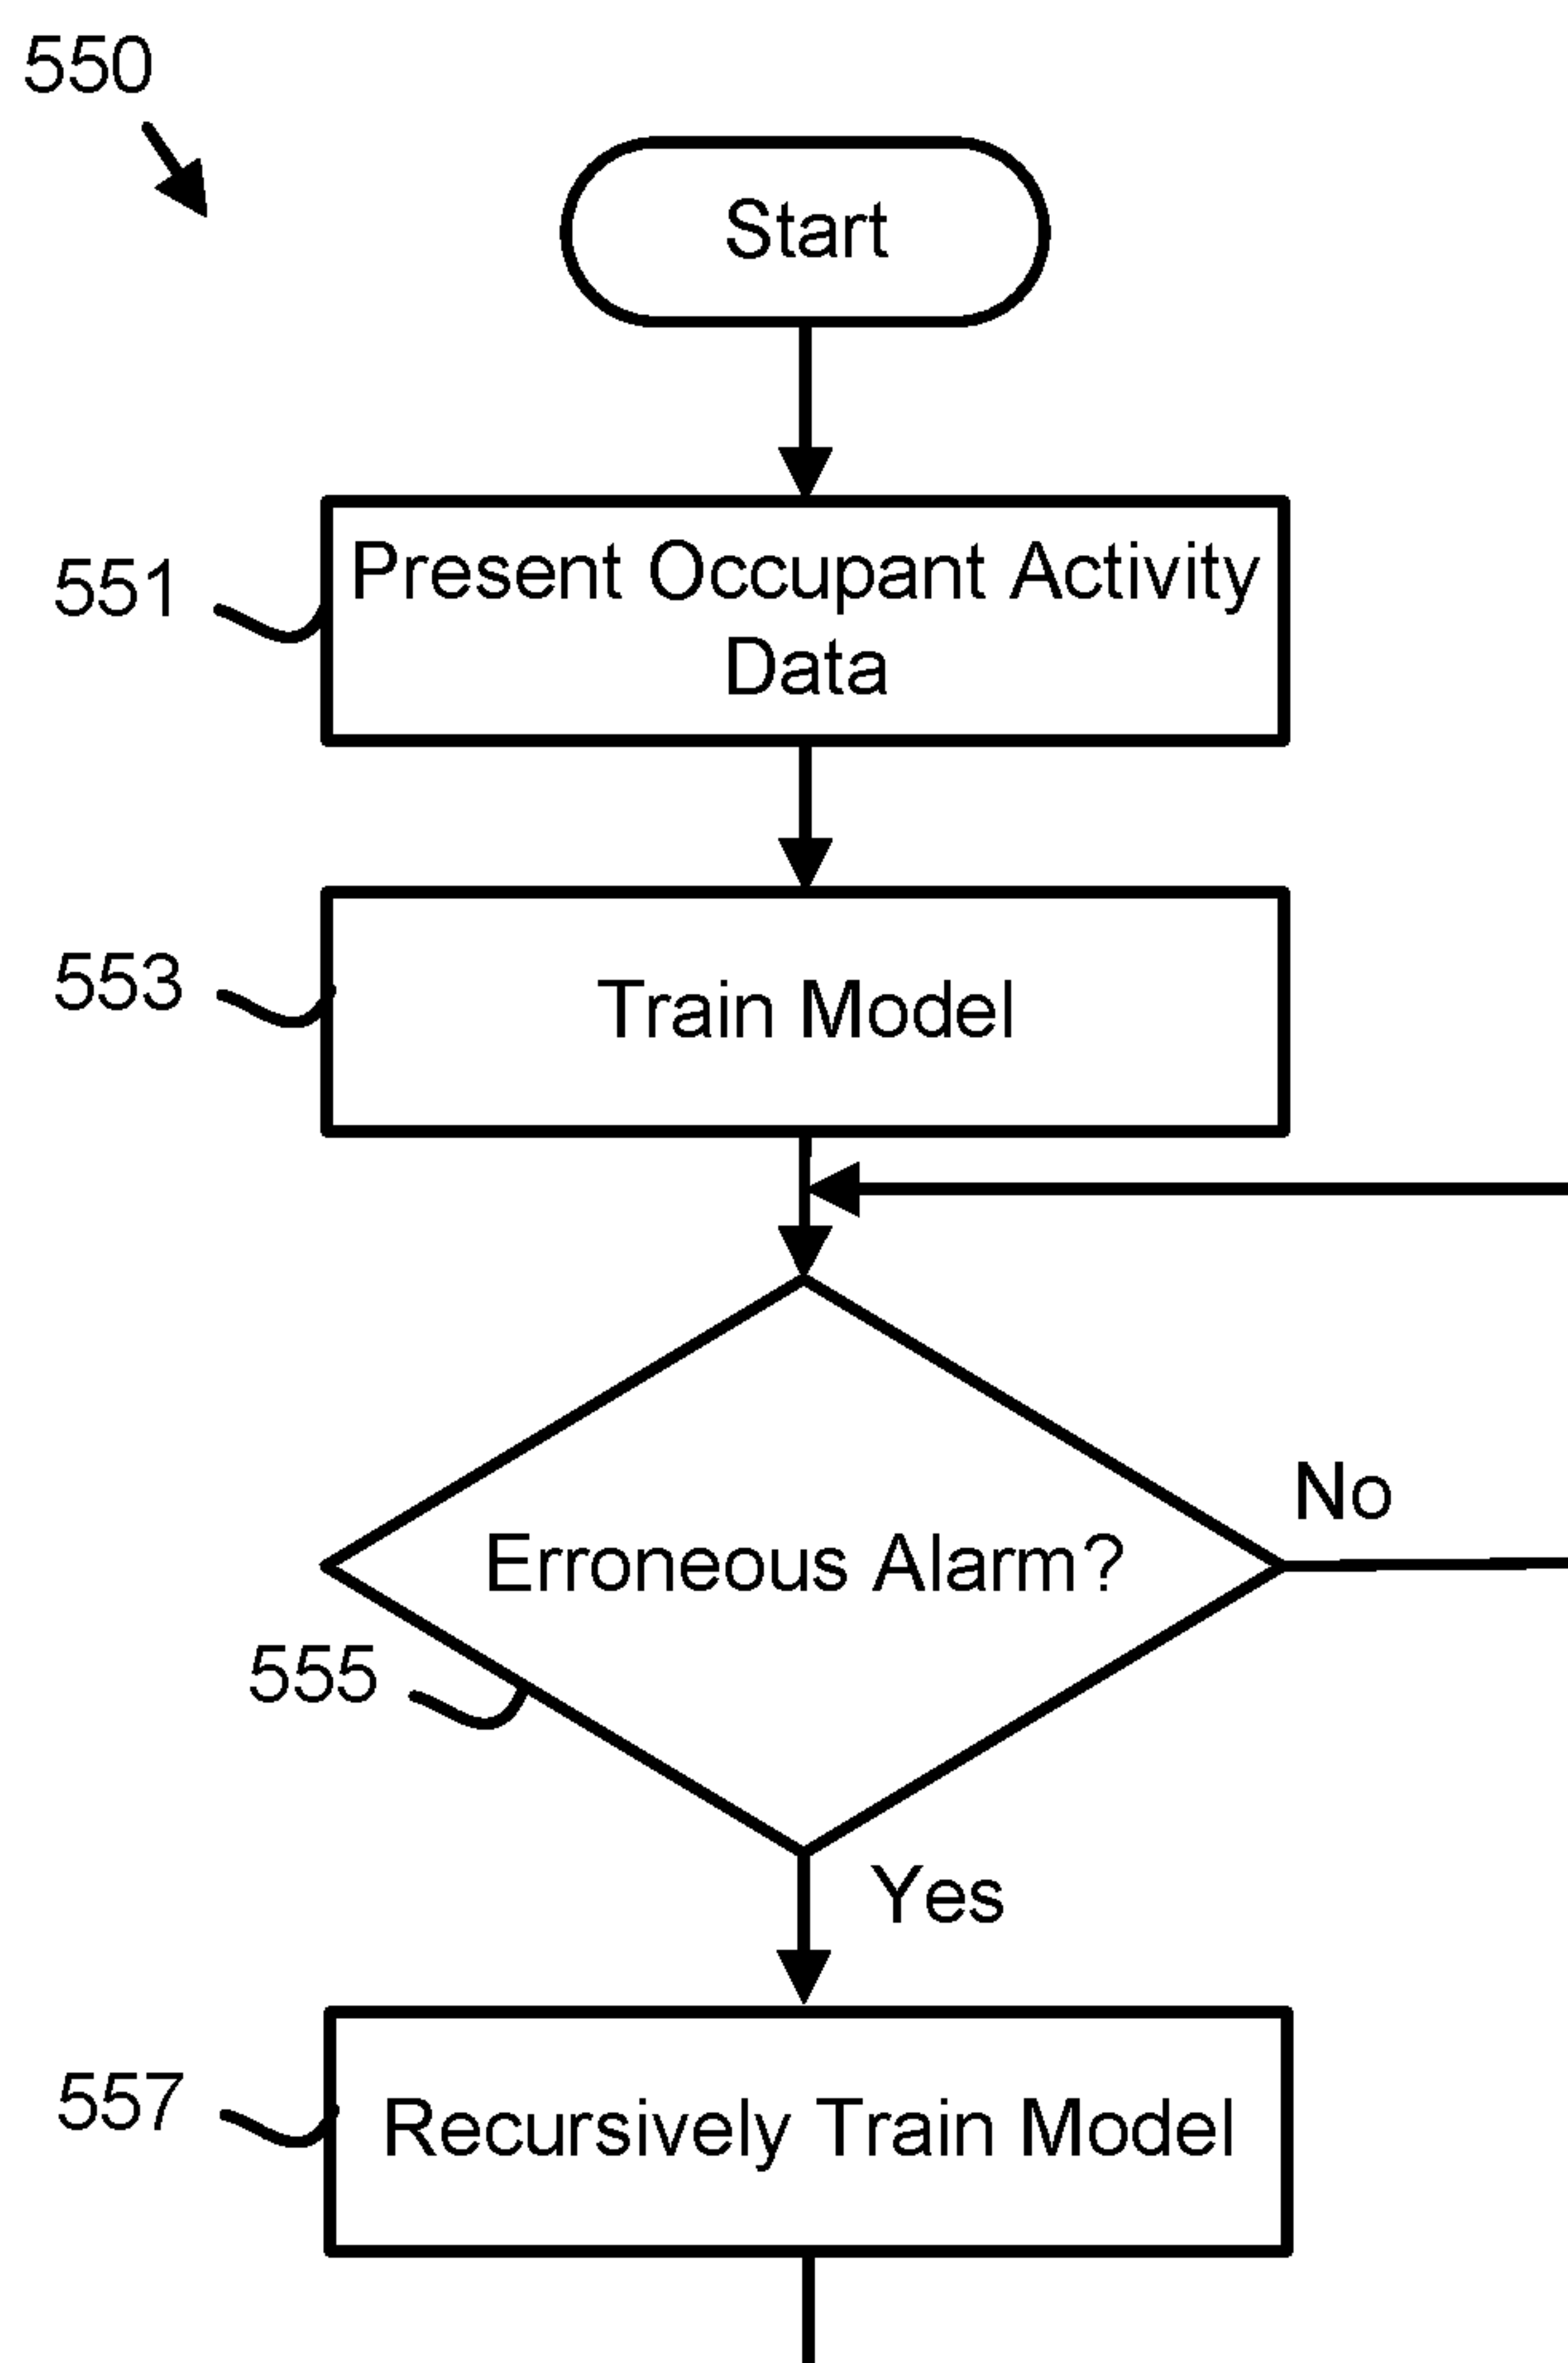 550
Start
551
Present Occupant Activity
Data
553
Train Model
No
Erroneous Alarm?
555
Yes
557
Recursively Train Model